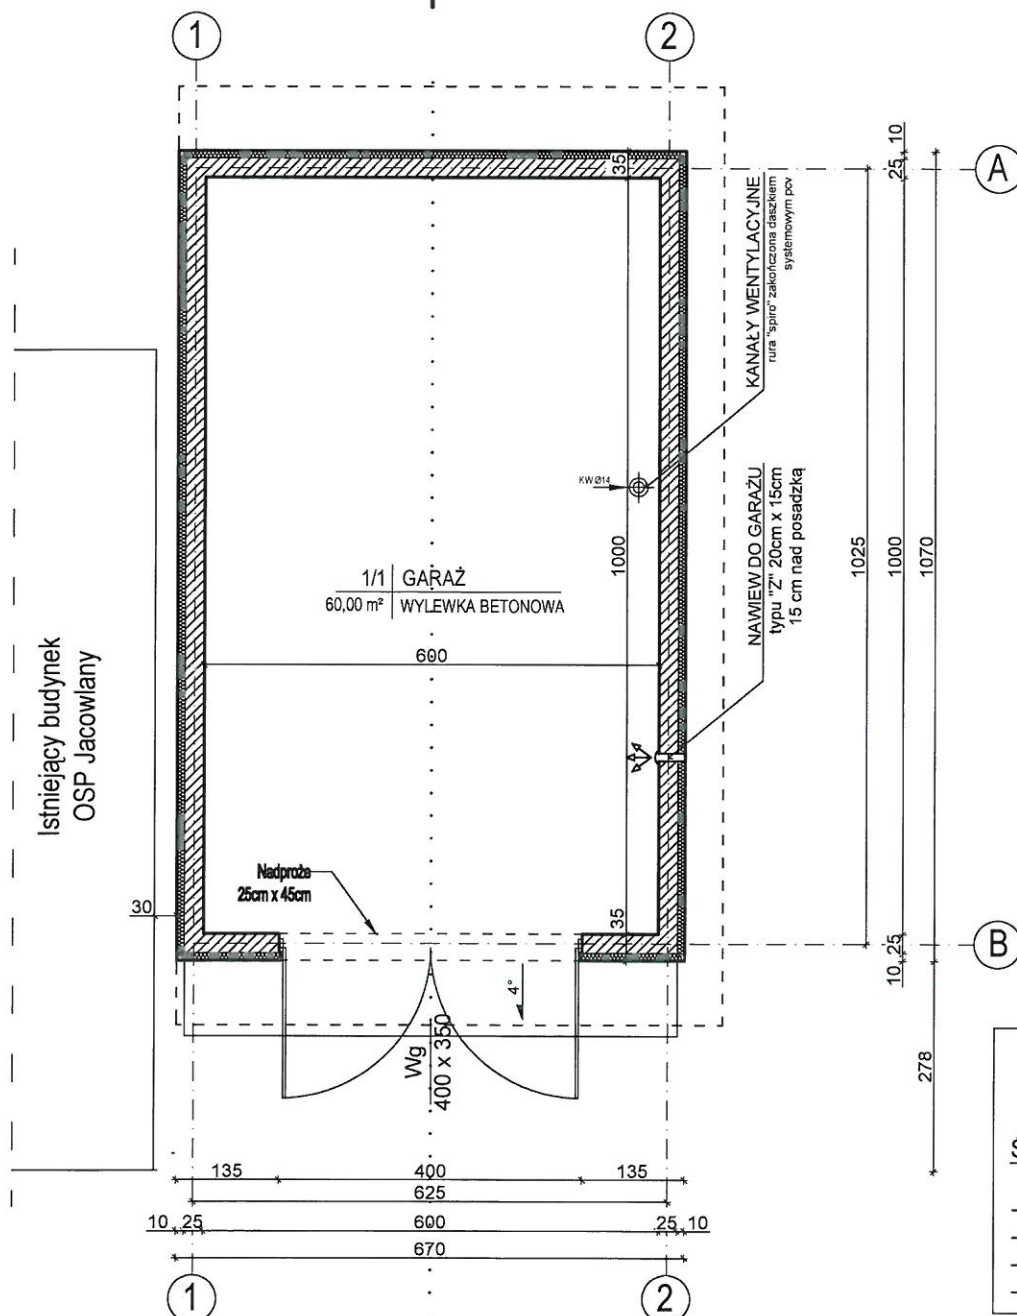 1
2
10
25
A
35
KANAŁY WENTYLACYJNE
rura "spiro" zakończona daszkiem
systemowym pcv
KWØ14
NAWIEW DO GARAŻU
typu "Z" 20cm x 15cm
15 cm nad posadzką
1000
1025
1000
1070
1/1 GARAŻ
60,00 m² WYLEWKA BETONOWA
600
Istniejący budynek
OSP Jacowlany
Nadproże
25cm x 45cm
30
35
25
10
B
4°
Wg
400 x 350
278
135
400
135
625
10
25
600
25
10
670
1
2